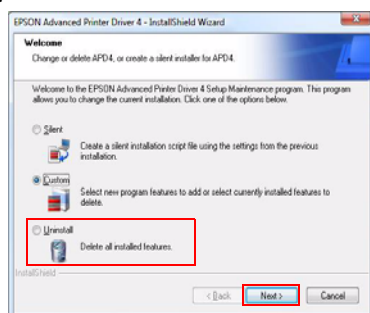 EPSON Advanced Printer Driver 4 - InstallShield Wizard
Welcome
Change or delete APD4, or create a silent installer for APD4.
Welcome to the EPSON Advanced Printer Driver 4 Setup Maintenance program. This program
allows you to change the current installation. Click one of the options below.
Silent
Create a silent installation script file using the settings from the previous
installation.
Custom
Select new program features to add or select currently installed features to
delete.
Uninstall
Delete all installed features.
InstallShield
< Back Next > Cancel